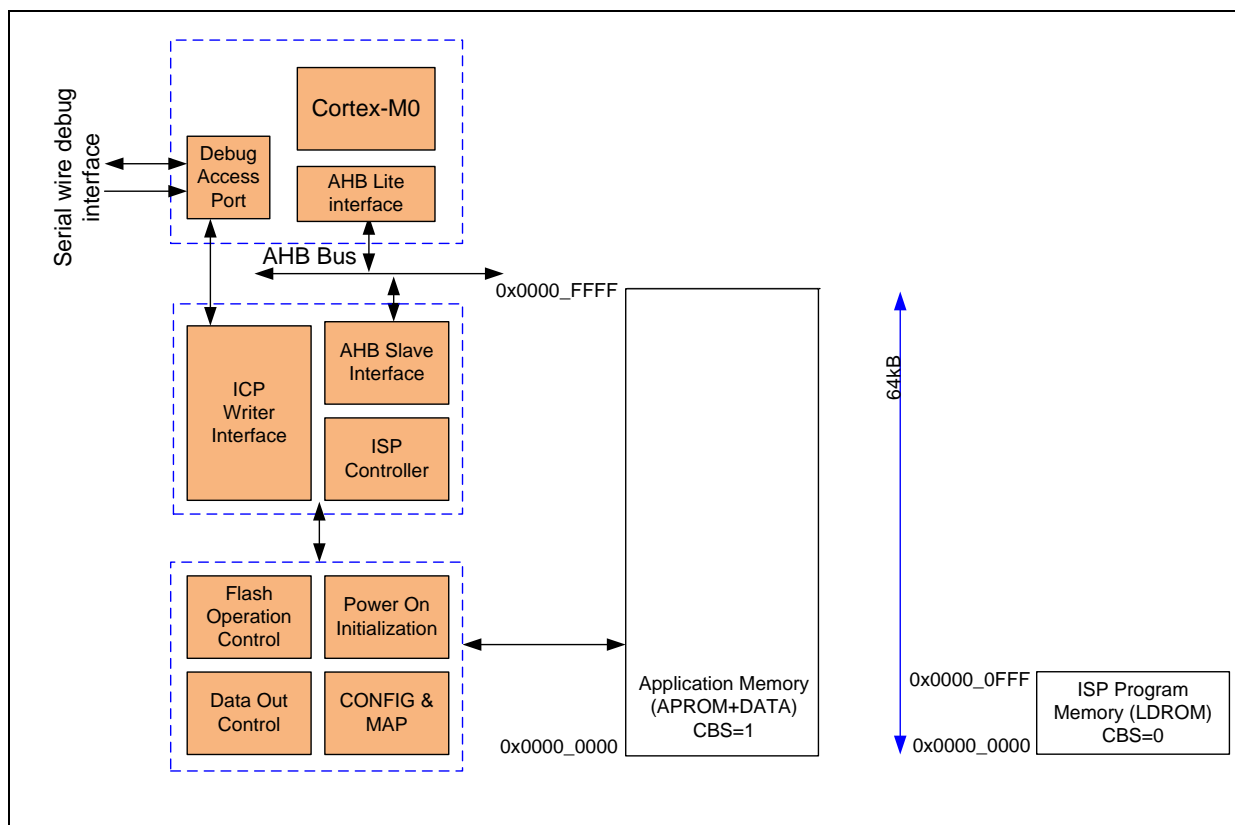 Serial wire debug
interface
Cortex-M0
Debug
Access
Port
AHB Lite
interface
AHB Bus
ICP
Writer
Interface
AHB Slave
Interface
ISP
Controller
Flash
Operation
Control
Power On
Initialization
Data Out
Control
CONFIG &
MAP
0x0000_FFFF
Application Memory
(APROM+DATA)
CBS=1
0x0000_0000
64kB
0x0000_0FFF
ISP Program
Memory (LDROM)
CBS=0
0x0000_0000